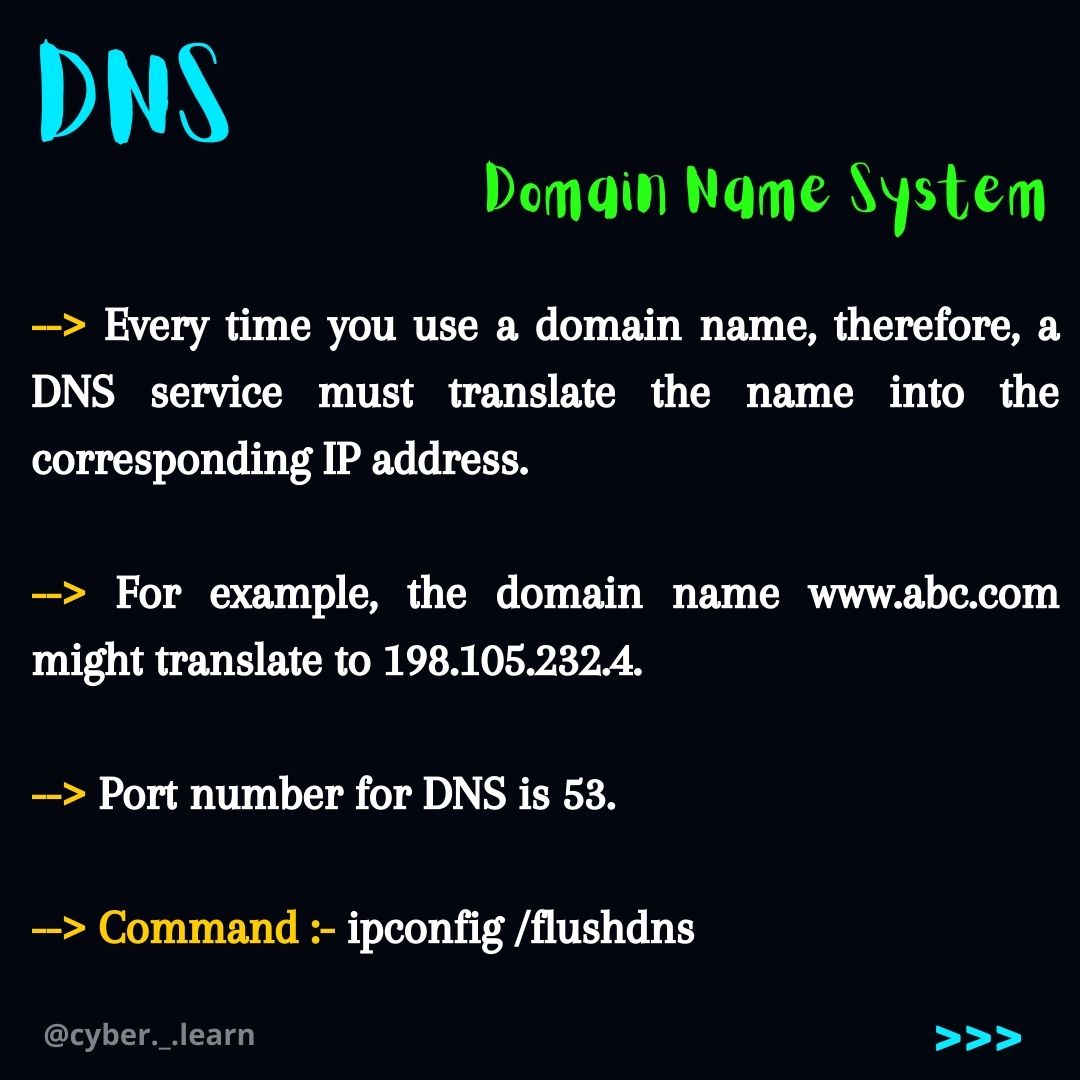 DNS
Domain Name System
--> Every time you use a domain name, therefore, a
DNS service must translate the name into the
corresponding IP address.
--> For example, the domain name www.abc.com
might translate to 198.105.232.4.
--> Port number for DNS is 53.
--> Command :- ipconfig /flushdns
@cyber._.learn
>>>